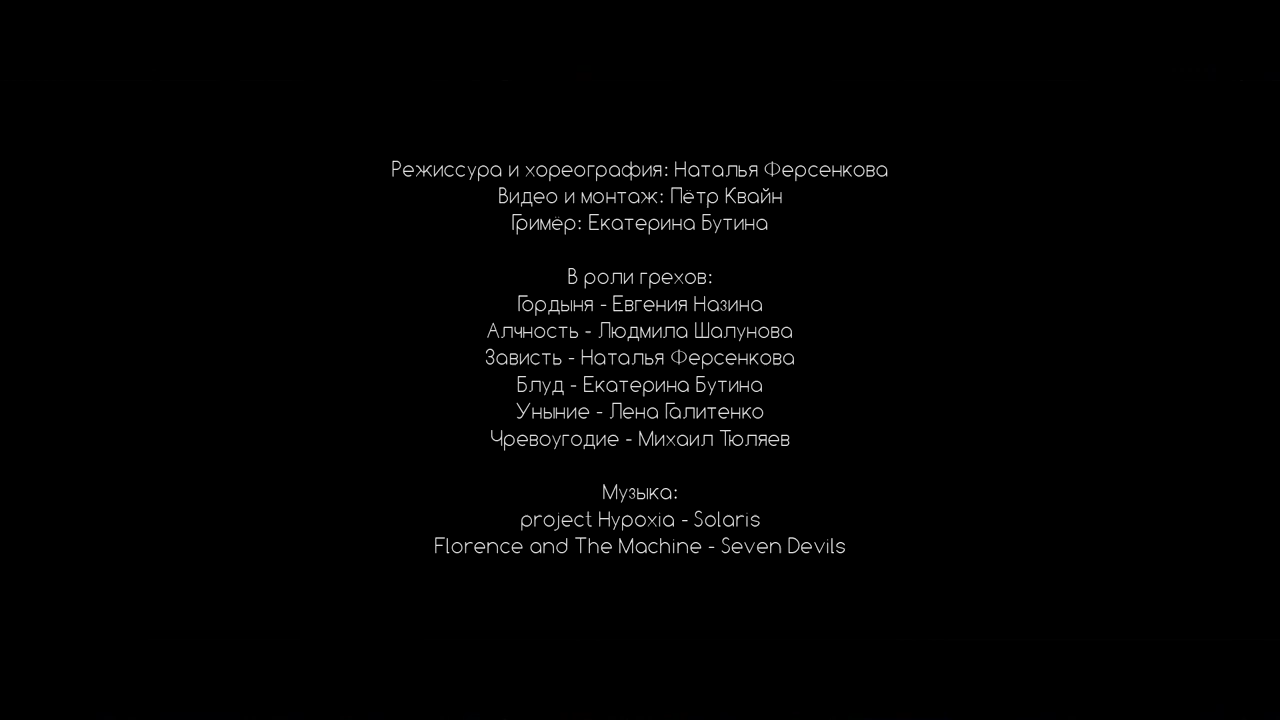 Режиссура и хореография: Наталья Ферсенкова
Видео и монтаж: Пётр Квайн
Гримёр: Екатерина Бутина
В роли грехов:
Гордыня - Евгения Назина
Алчность - Людмила Шалунова
Зависть - Наталья Ферсенкова
Блуд - Екатерина Бутина
Уныние - Лена Галитенко
Чревоугодие - Михаил Тюляев
Музыка:
project Hypoxia - Solaris
Florence and The Machine - Seven Devils